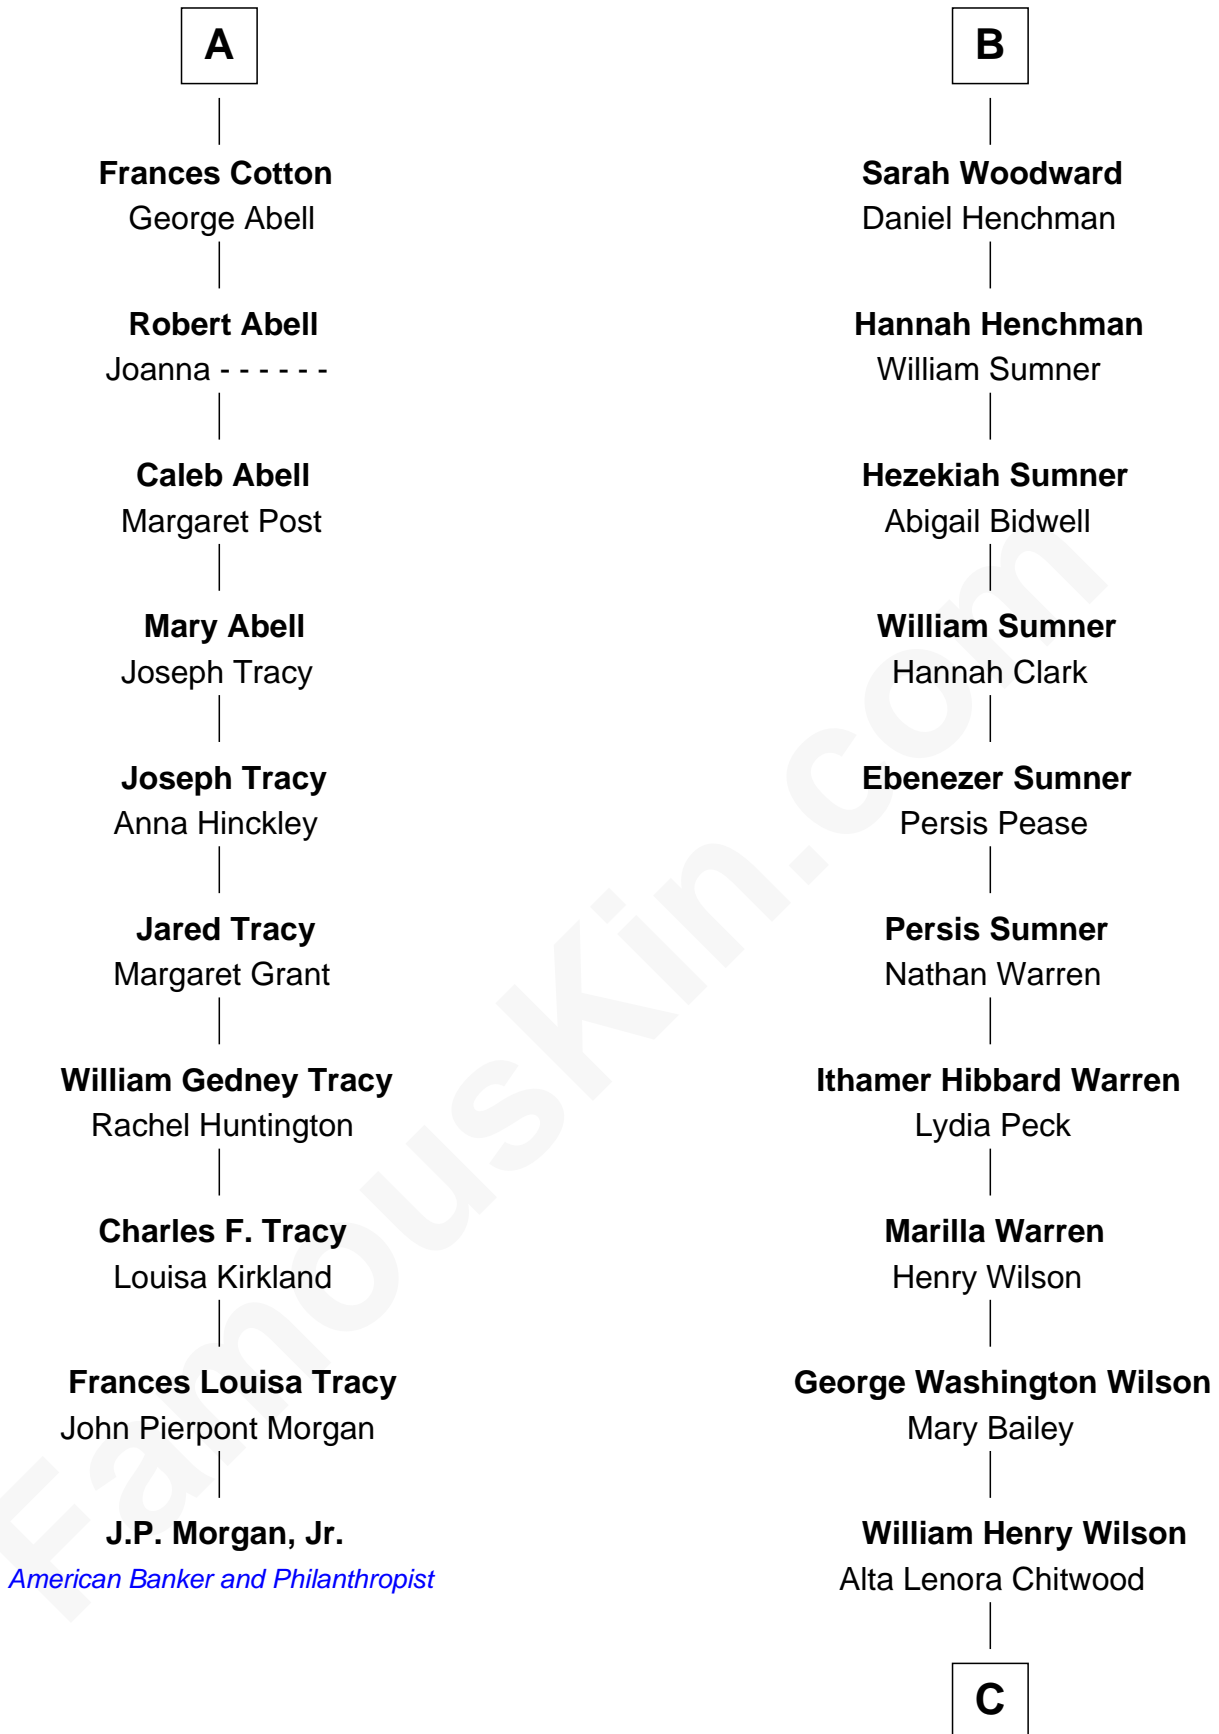 A
Frances Cotton
George Abell
Robert Abell
Joanna - - - - - -
Caleb Abell
Margaret Post
Mary Abell
Joseph Tracy
Joseph Tracy
Anna Hinckley
Jared Tracy
Margaret Grant
William Gedney Tracy
Rachel Huntington
Charles F. Tracy
Louisa Kirkland
Frances Louisa Tracy
John Pierpont Morgan
J.P. Morgan, Jr.
American Banker and Philanthropist
B
Sarah Woodward
Daniel Henchman
Hannah Henchman
William Sumner
Hezekiah Sumner
Abigail Bidwell
William Sumner
Hannah Clark
Ebenezer Sumner
Persis Pease
Persis Sumner
Nathan Warren
Ithamer Hibbard Warren
Lydia Peck
Marilla Warren
Henry Wilson
George Washington Wilson
Mary Bailey
William Henry Wilson
Alta Lenora Chitwood
C
FamousKin.com